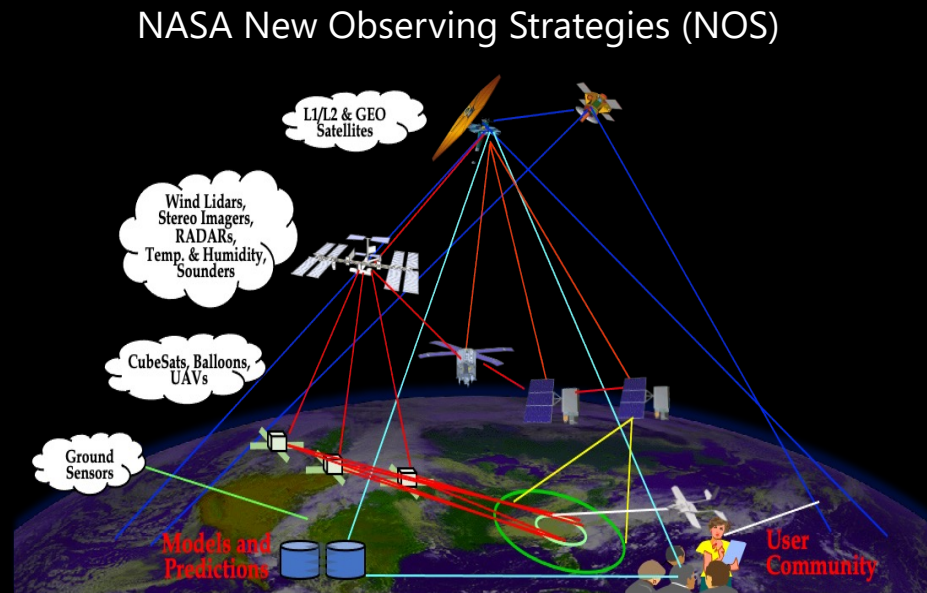 NASA New Observing Strategies (NOS)
L1/L2 & GEO
Satellites
Wind Lidars,
Stereo Imagers,
RADARs,
Temp. & Humidity,
Sounders
CubeSats, Balloons,
UAVs
Ground
Sensors
Models and
Predictions
User
Community